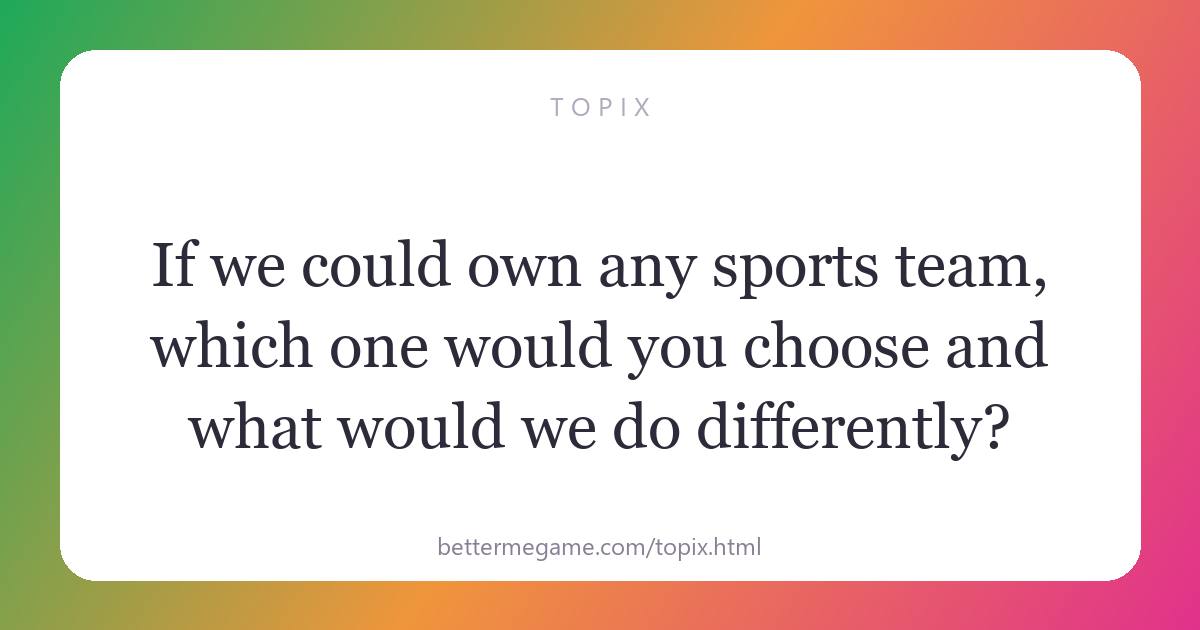 TOPIX
If we could own any sports team,
which one would you choose and
what would we do differently?
bettermegame.com/topix.html